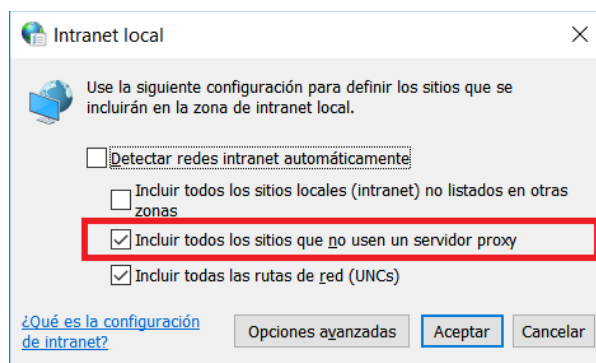 Intranet local
Use la siguiente configuración para definir los sitios que se
incluirán en la zona de intranet local.
Detectar redes intranet automáticamente
Incluir todos los sitios locales (intranet) no listados en otras
zonas
Incluir todos los sitios que no usen un servidor proxy
Incluir todas las rutas de red (UNCs)
¿Qué es la configuración
de intranet?
Opciones avanzadas
Aceptar
Cancelar